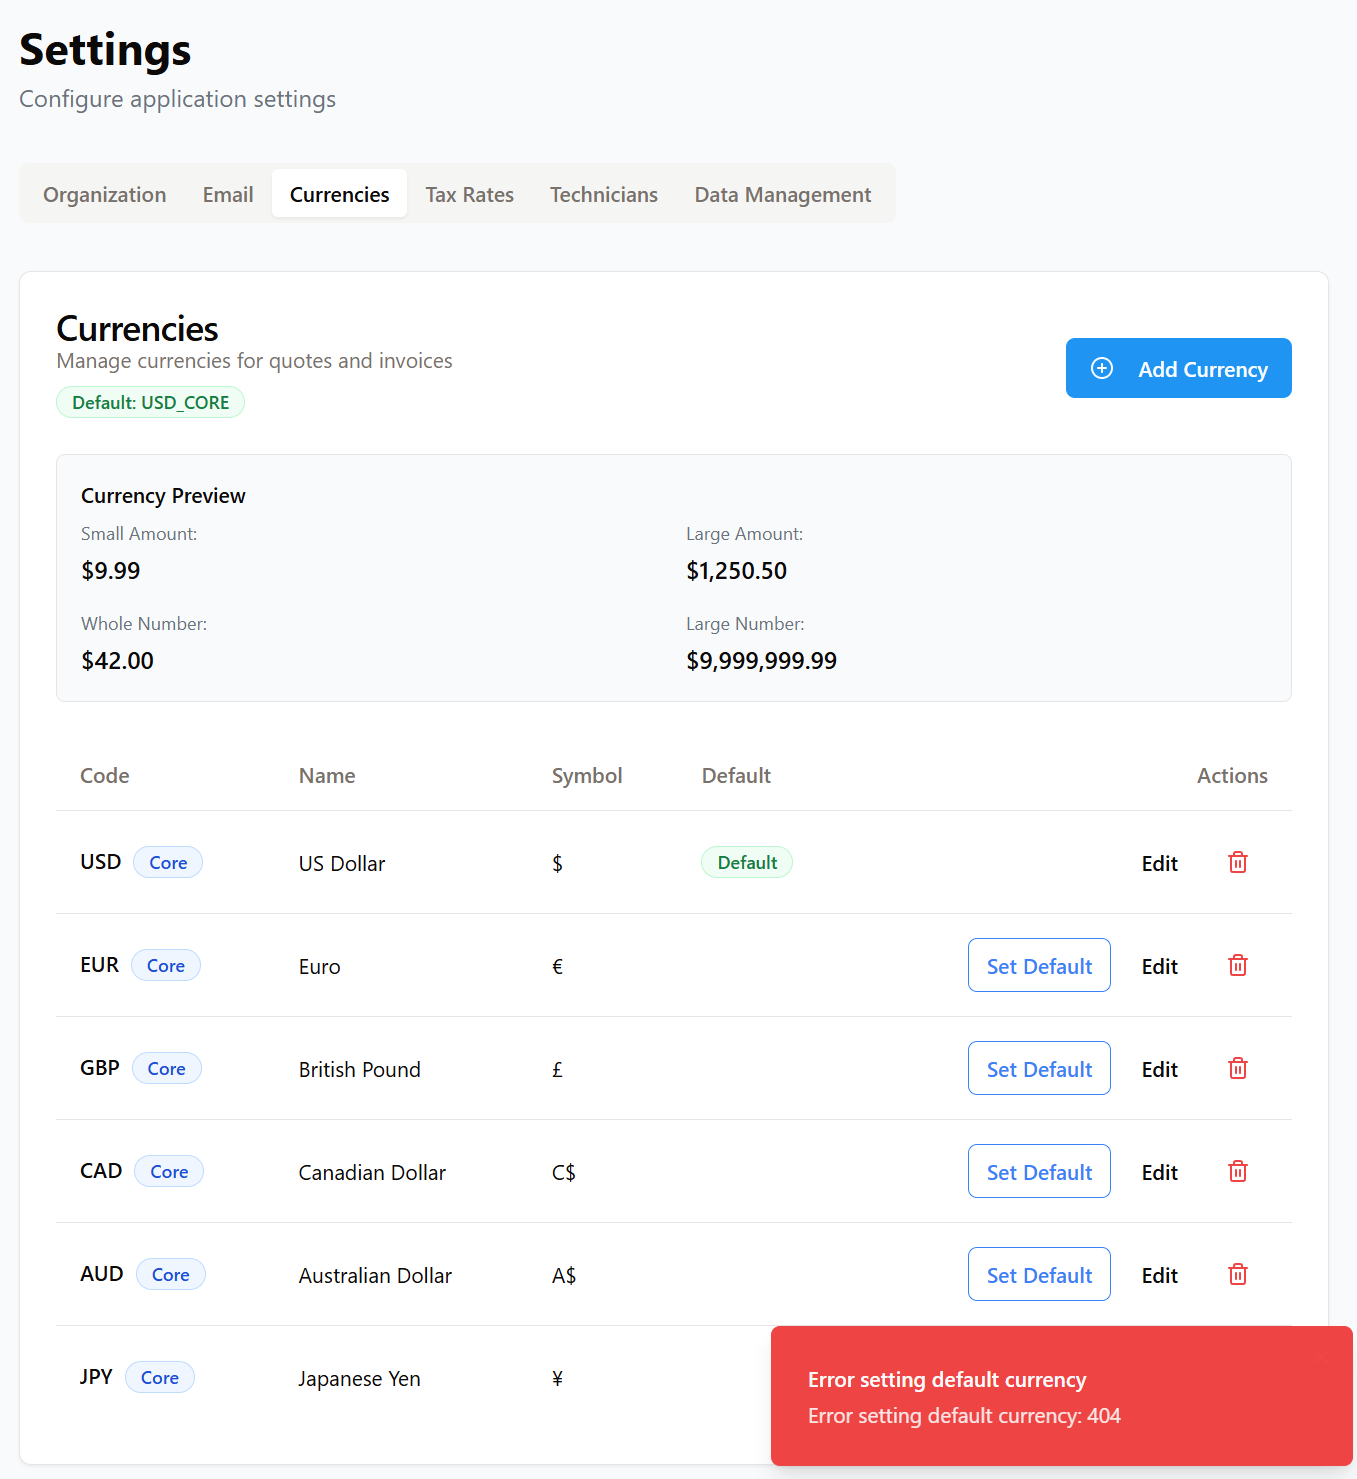 Settings
Configure application settings
Organization Email Currencies Tax Rates Technicians Data Management
Currencies
Manage currencies for quotes and invoices
Default: USD_CORE
Add Currency
Currency Preview
Small Amount: Large Amount:
$9.99 $1,250.50
Whole Number: Large Number:
$42.00 $9,999,999.99
Code Name Symbol Default Actions
USD Core US Dollar $ Default Edit
EUR Core Euro € Set Default Edit
GBP Core British Pound £ Set Default Edit
CAD Core Canadian Dollar C$ Set Default Edit
AUD Core Australian Dollar A$ Set Default Edit
JPY Core Japanese Yen ¥
Error setting default currency
Error setting default currency: 404